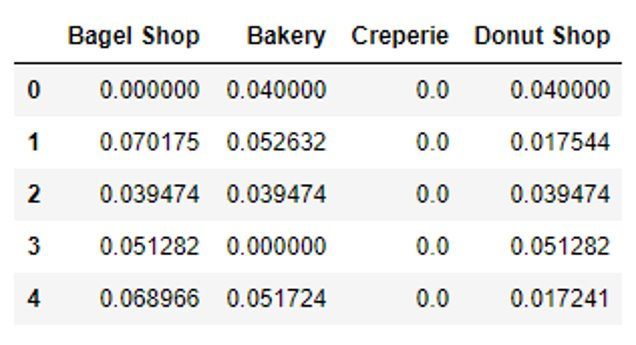 Bagel Shop Bakery Creperie Donut Shop
0 0.000000 0.040000 0.0 0.040000
1 0.070175 0.052632 0.0 0.017544
2 0.039474 0.039474 0.0 0.039474
3 0.051282 0.000000 0.0 0.051282
4 0.068966 0.051724 0.0 0.017241